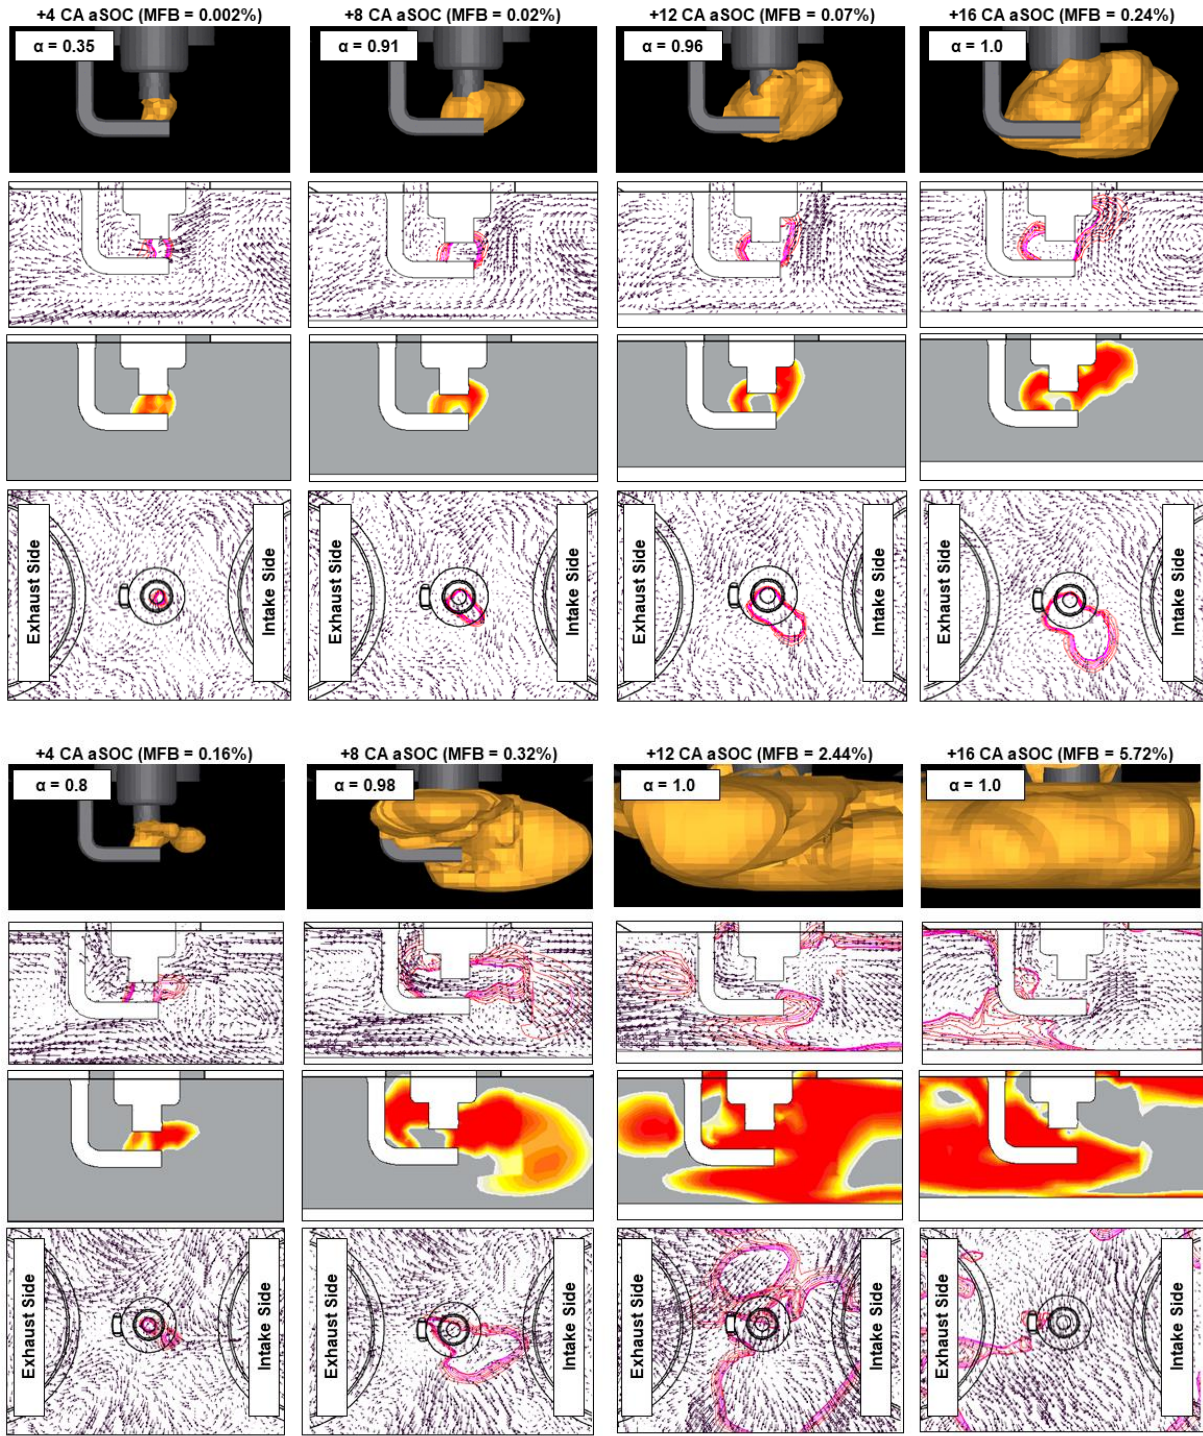 +4 CA aSOC (MFB = 0.002%)
+8 CA aSOC (MFB = 0.02%)
+12 CA aSOC (MFB = 0.07%)
+16 CA aSOC (MFB = 0.24%)
α = 0.35
α = 0.91
α = 0.96
α = 1.0
Exhaust Side
Intake Side
Exhaust Side
Intake Side
Exhaust Side
Intake Side
Exhaust Side
Intake Side
+4 CA aSOC (MFB = 0.16%)
+8 CA aSOC (MFB = 0.32%)
+12 CA aSOC (MFB = 2.44%)
+16 CA aSOC (MFB = 5.72%)
α = 0.8
α = 0.98
α = 1.0
α = 1.0
Exhaust Side
Intake Side
Exhaust Side
Intake Side
Exhaust Side
Intake Side
Exhaust Side
Intake Side